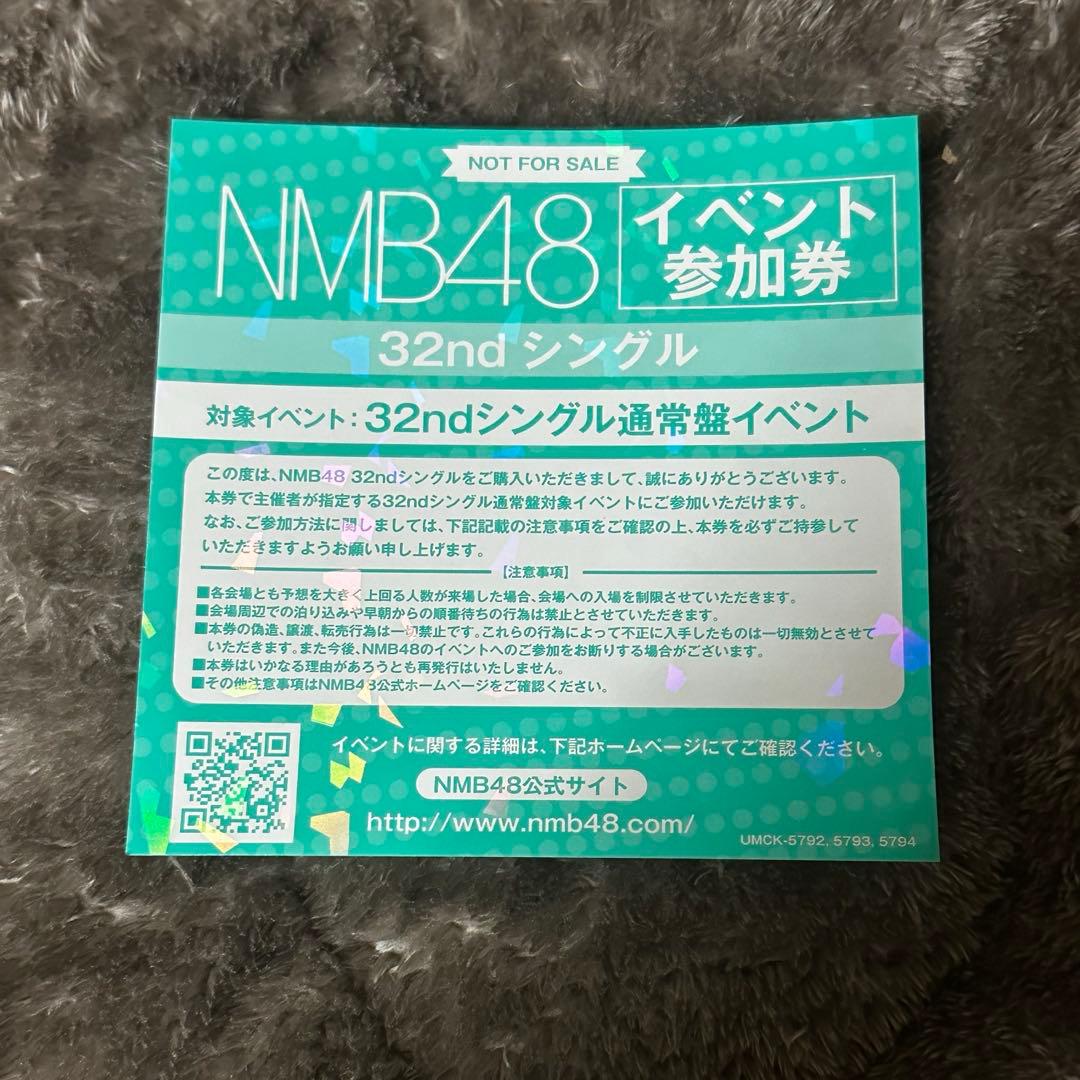 NOT FOR SALE
NMB48
イベント
参加券
32nd シングル
対象イベント:32ndシングル通常盤イベント
この度は、NMB48 32ndシングルをご購入いただきまして、誠にありがとうございます。
本券で主催者が指定する32ndシングル通常盤対象イベントにご参加いただけます。
なお、ご参加方法に関しましては、下記記載の注意事項をご確認の上、本券を必ずご持参して
いただきますようお願い申し上げます。
【注意事項】
■各会場とも予想を大きく上回る人数が来場した場合、会場への入場を制限させていただきます。
■会場周辺での泊り込みや早朝からの順番待ちの行為は禁止とさせていただきます。
■本券の偽造、譲渡、転売行為は一切禁止です。これらの行為によって不正に入手したものは一切無効とさせて
いただきます。また今後、NMB48のイベントへのご参加をお断りする場合がございます。
■本券はいかなる理由があろうとも再発行はいたしません。
■その他注意事項はNMB48公式ホームページをご確認ください。
イベントに関する詳細は、下記ホームページにてご確認ください。
NMB48公式サイト
http://www.nmb48.com/
UMCK-5792, 5793, 5794